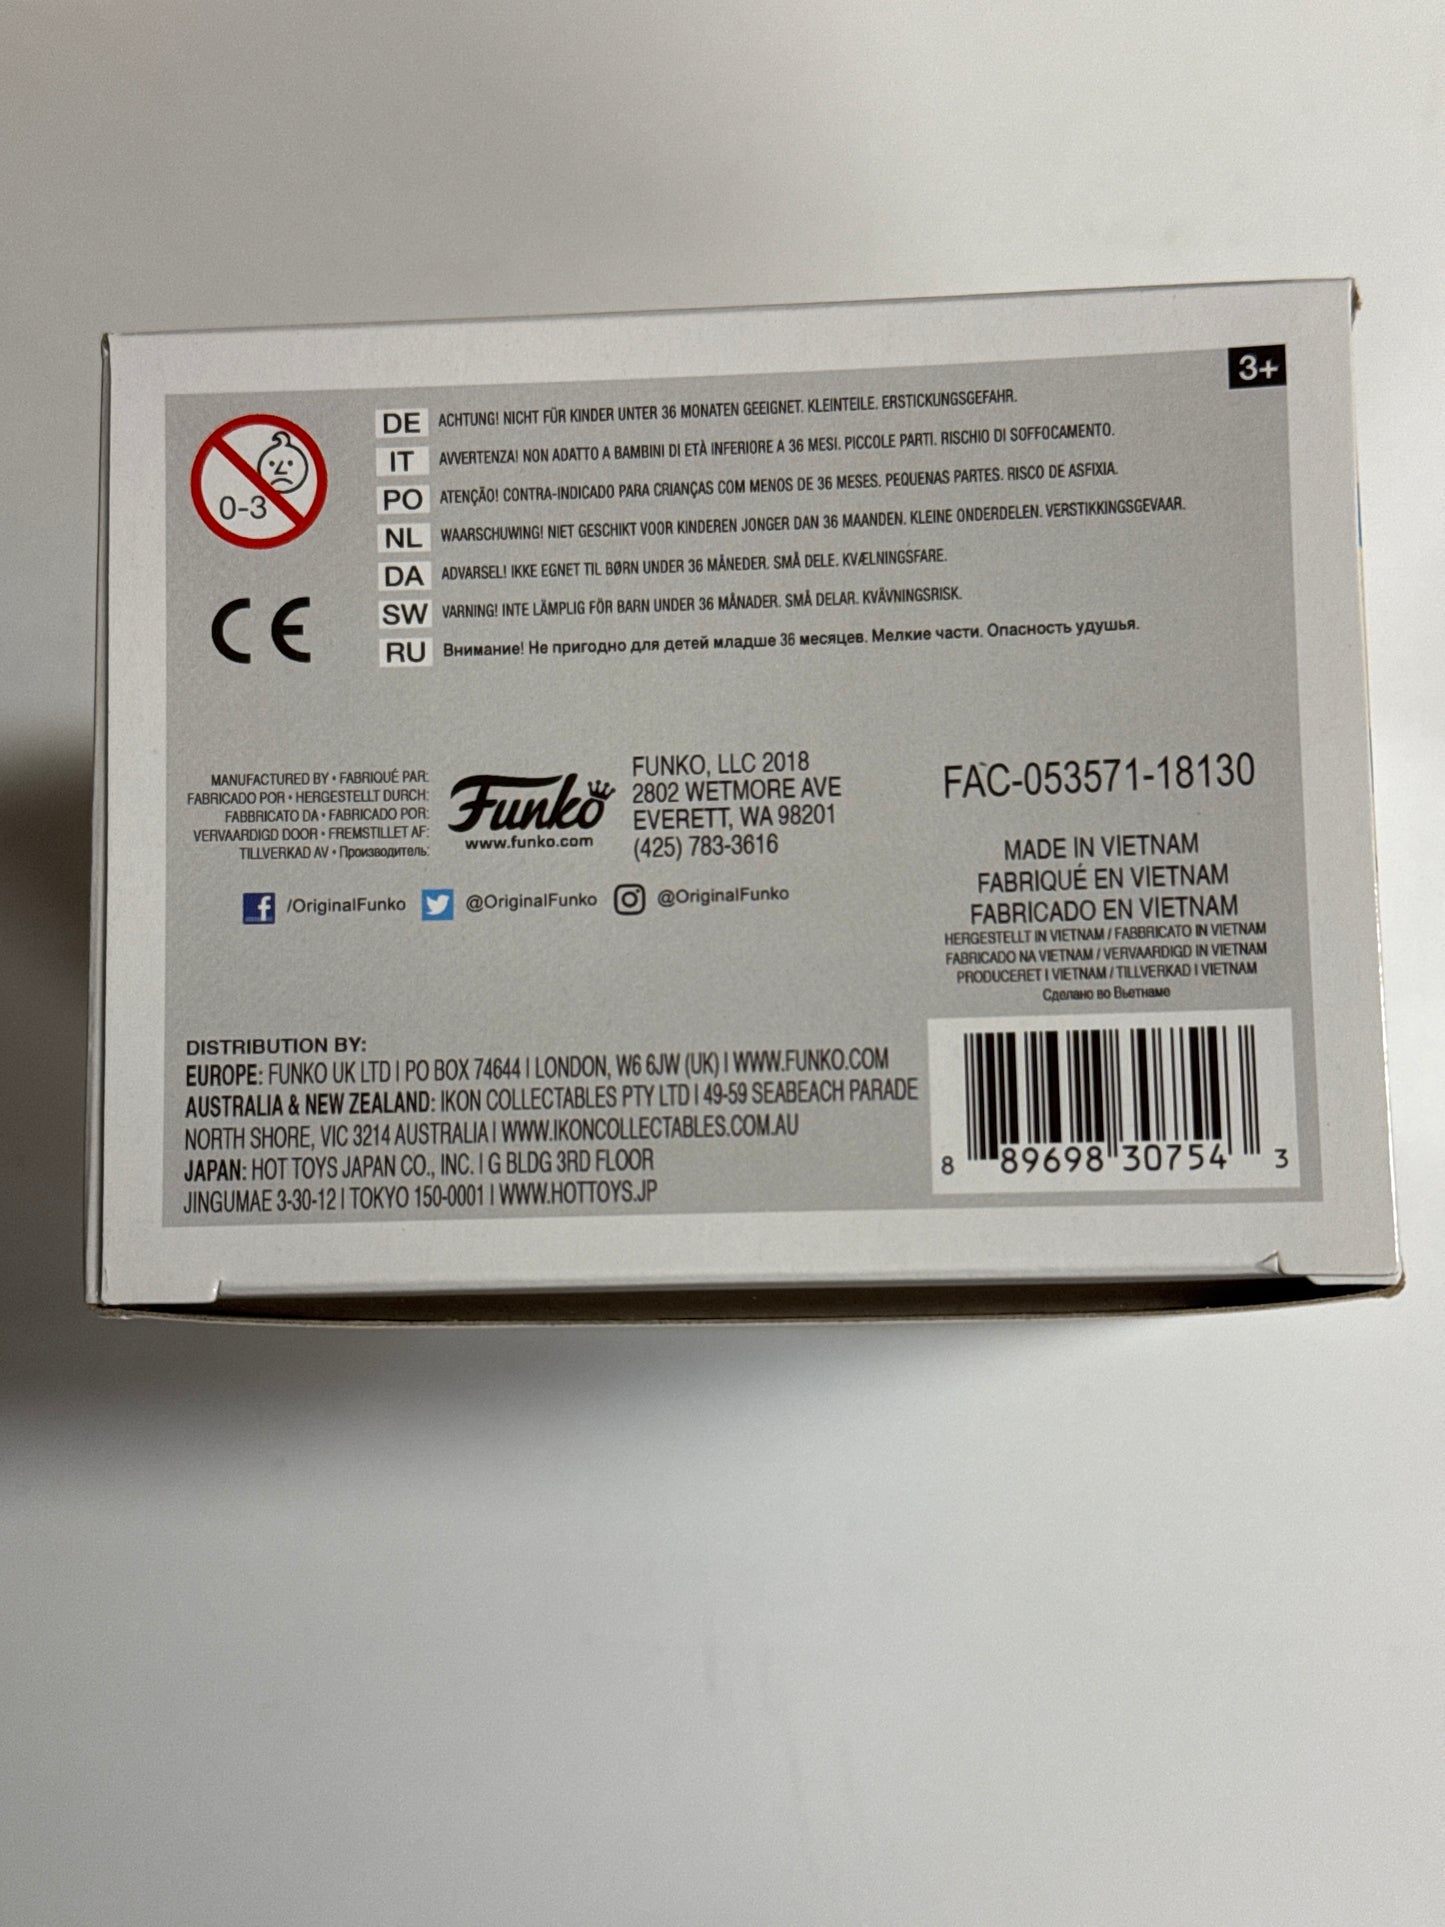 3+
0-3
DE ACHTUNG! NICHT FÜR KINDER UNTER 36 MONATEN GEEIGNET. KLEINTEILE. ERSTICKUNGSGEFAHR.
IT AVVERTENZA! NON ADATTO A BAMBINI DI ETÀ INFERIORE A 36 MESI. PICCOLE PARTI. RISCHIO DI SOFFOCAMENTO.
PO ATENÇÃO! CONTRA-INDICADO PARA CRIANÇAS COM MENOS DE 36 MESES. PEQUENAS PARTES. RISCO DE ASFIXIA.
NL WAARSCHUWING! NIET GESCHIKT VOOR KINDEREN JONGER DAN 36 MAANDEN. KLEINE ONDERDELEN. VERSTIKKINGSGEVAAR.
DA ADVARSEL! IKKE EGNET TIL BØRN UNDER 36 MÅNEDER. SMÅ DELE. KVÆLNINGSFARE.
SW VARNING! INTE LÄMPLIG FÖR BARN UNDER 36 MÅNADER. SMÅ DELAR. KVÄVNINGSRISK.
RU Внимание! Не пригодно для детей младше 36 месяцев. Мелкие части. Опасность удушья.
CE
MANUFACTURED BY • FABRIQUÉ PAR:
FABRICADO POR • HERGESTELLT DURCH:
FABBRICATO DA • FABRICADO POR:
VERVAARDIGD DOOR • FREMSTILLET AF:
TILLVERKAD AV • Производитель:
Funko
www.funko.com
FUNKO, LLC 2018
2802 WETMORE AVE
EVERETT, WA 98201
(425) 783-3616
/OriginalFunko @OriginalFunko @OriginalFunko
FAC-053571-18130
MADE IN VIETNAM
FABRIQUÉ EN VIETNAM
FABRICADO EN VIETNAM
HERGESTELLT IN VIETNAM / FABBRICATO IN VIETNAM
FABRICADO NA VIETNAM / VERVAARDIGD IN VIETNAM
PRODUCERET I VIETNAM / TILLVERKAD I VIETNAM
Сделано во Вьетнаме
DISTRIBUTION BY:
EUROPE: FUNKO UK LTD | PO BOX 74644 | LONDON, W6 6JW (UK) | WWW.FUNKO.COM
AUSTRALIA & NEW ZEALAND: IKON COLLECTABLES PTY LTD | 49-59 SEABEACH PARADE
NORTH SHORE, VIC 3214 AUSTRALIA | WWW.IKONCOLLECTABLES.COM.AU
JAPAN: HOT TOYS JAPAN CO., INC. | G BLDG 3RD FLOOR
JINGUMAE 3-30-12 | TOKYO 150-0001 | WWW.HOTTOYS.JP
8 89698 30754 3